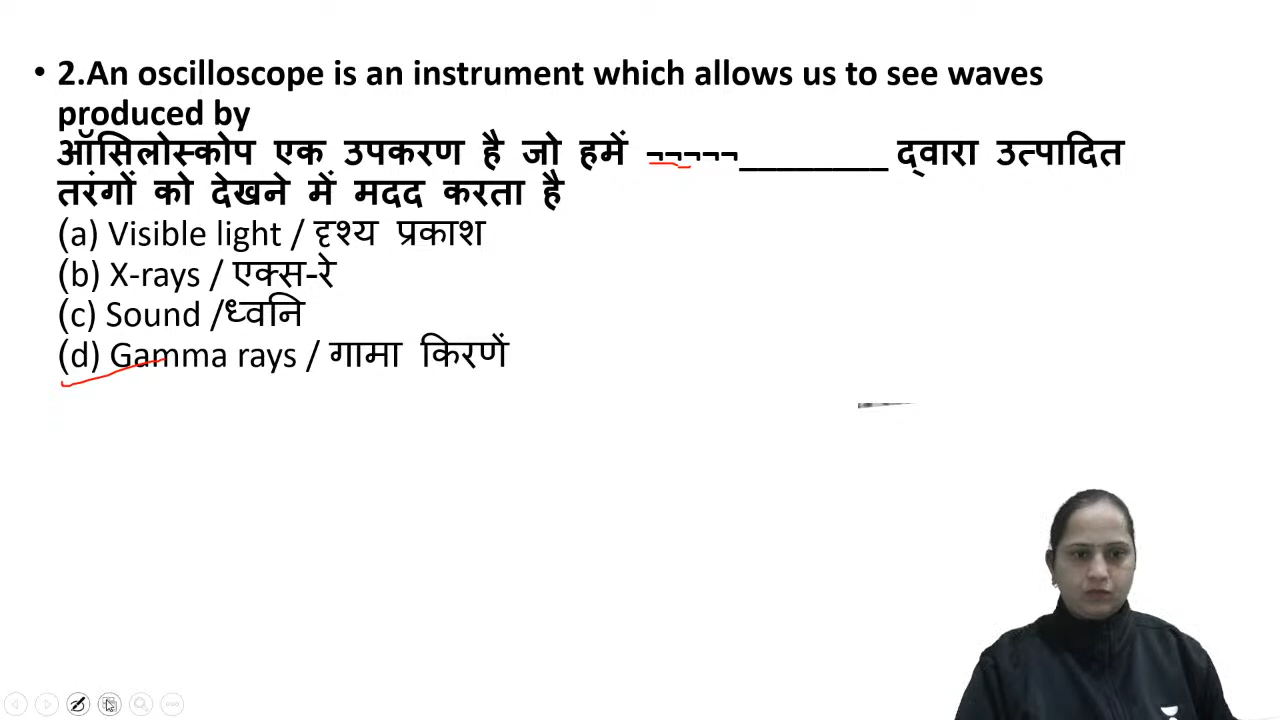 • 2.An oscilloscope is an instrument which allows us to see waves
produced by
ऑसिलोस्कोप एक उपकरण है जो हमें ¬¬¬¬¬________ द्वारा उत्पादित
तरंगों को देखने में मदद करता है
(a) Visible light / दृश्य प्रकाश
(b) X-rays / एक्स-रे
(c) Sound /ध्वनि
(d) Gamma rays / गामा किरणें